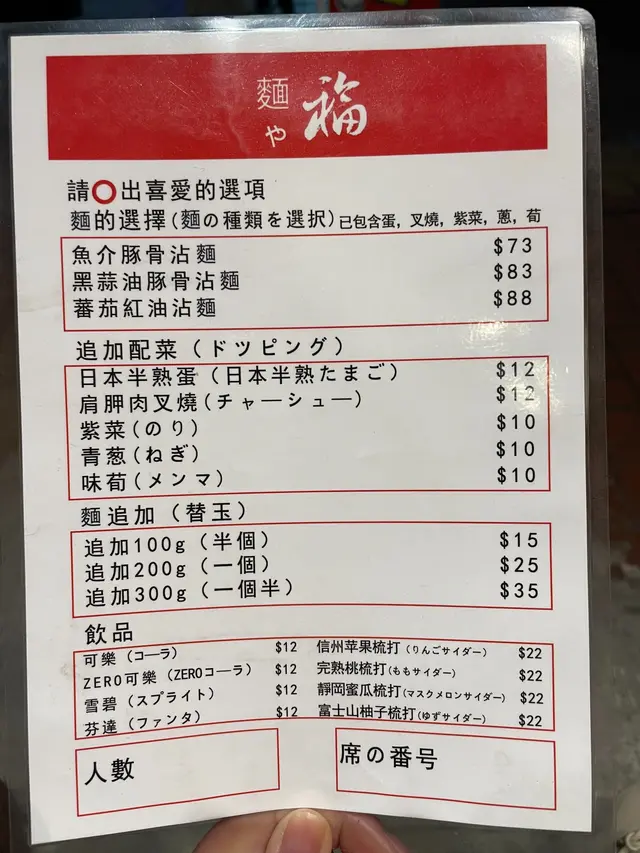 麵や 福
請〇出喜愛的選項
麵的選擇(麵の種類を選択)已包含蛋,叉燒,紫菜,蔥,荀
魚介豚骨沾麵 $73
黑蒜油豚骨沾麵 $83
蕃茄紅油沾麵 $88
追加配菜(ドツピング)
日本半熟蛋(日本半熟たまご) $12
肩胛肉叉燒(チャーシュー) $12
紫菜(のり) $10
青葱(ねぎ) $10
味荀(メンマ) $10
麵追加(替玉)
追加100g(半個) $15
追加200g(一個) $25
追加300g(一個半) $35
飲品
可樂(コーラ) $12 信州苹果梳打(りんごサイダー) $22
ZERO可樂(ZEROコーラ) $12 完熟桃梳打(ももサイダー) $22
雪碧(スプライト) $12 靜岡蜜瓜梳打(マスクメロンサイダー) $22
芬達(ファンタ) $12 富士山柚子梳打(ゆずサイダー) $22
人數 席の番号